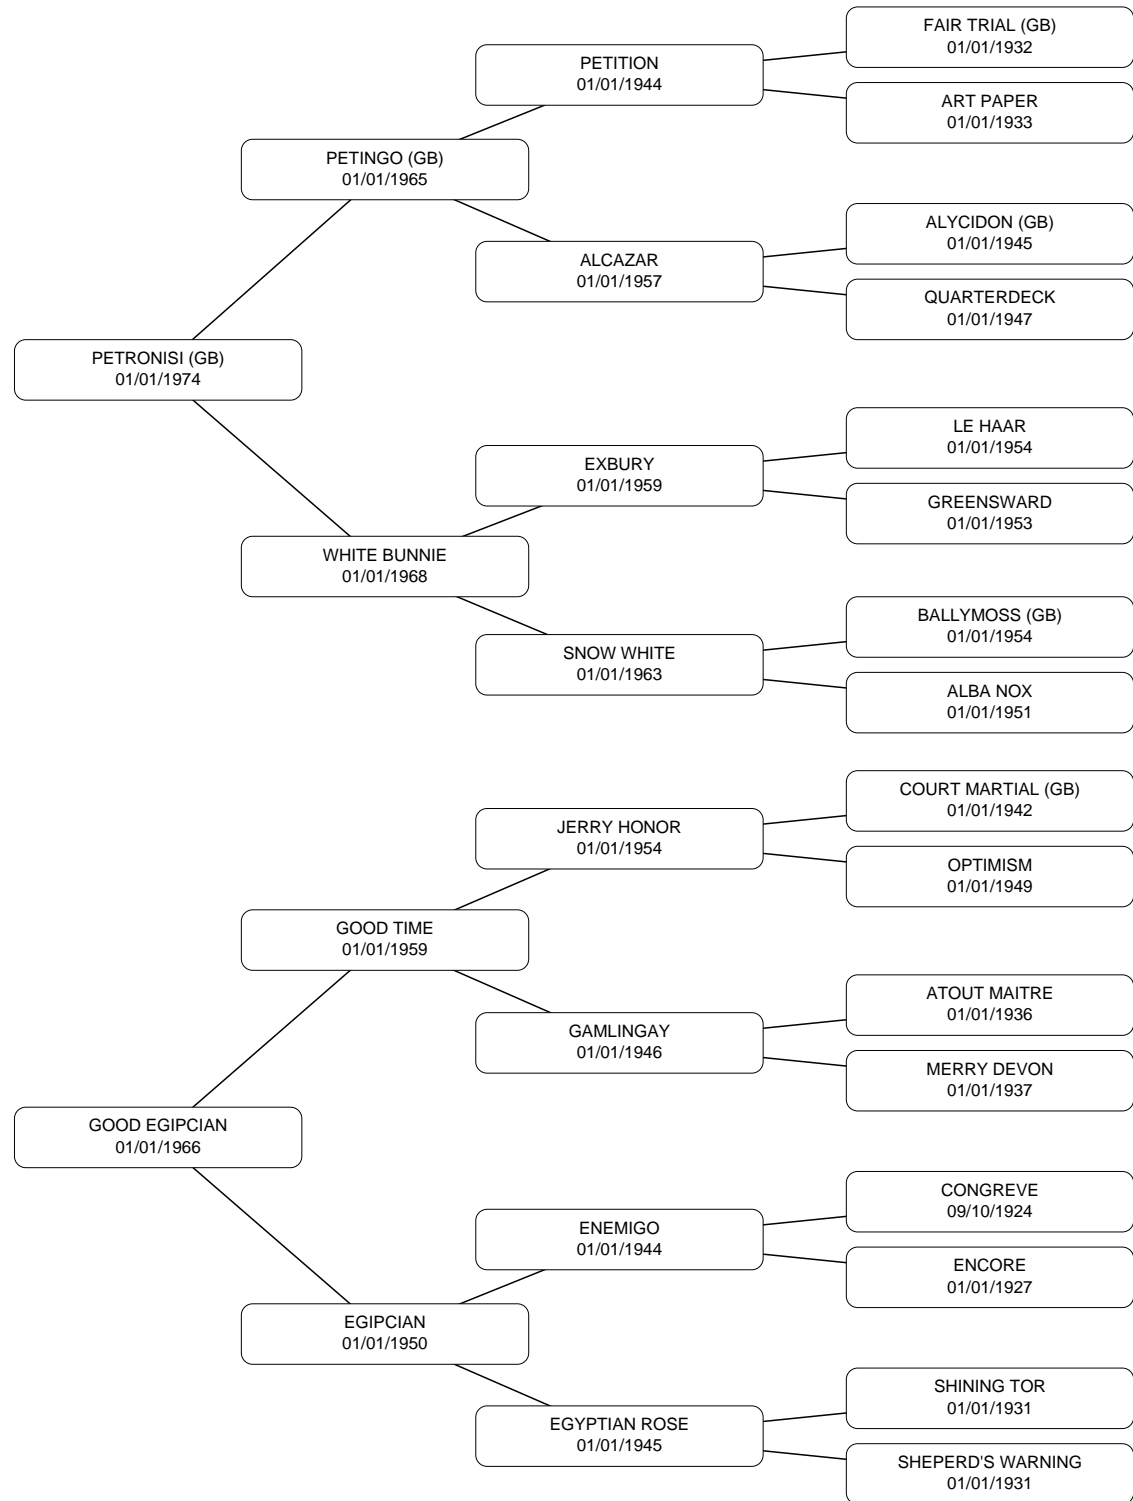 FAIR TRIAL (GB)
01/01/1932
PETITION
01/01/1944
ART PAPER
01/01/1933
PETINGO (GB)
01/01/1965
ALYCIDON (GB)
01/01/1945
ALCAZAR
01/01/1957
QUARTERDECK
01/01/1947
PETRONISI (GB)
01/01/1974
LE HAAR
01/01/1954
EXBURY
01/01/1959
GREENSWARD
01/01/1953
WHITE BUNNIE
01/01/1968
BALLYMOSS (GB)
01/01/1954
SNOW WHITE
01/01/1963
ALBA NOX
01/01/1951
COURT MARTIAL (GB)
01/01/1942
JERRY HONOR
01/01/1954
OPTIMISM
01/01/1949
GOOD TIME
01/01/1959
ATOUT MAITRE
01/01/1936
GAMLINGAY
01/01/1946
MERRY DEVON
01/01/1937
GOOD EGIPCIAN
01/01/1966
CONGREVE
09/10/1924
ENEMIGO
01/01/1944
ENCORE
01/01/1927
EGIPCIAN
01/01/1950
SHINING TOR
01/01/1931
EGYPTIAN ROSE
01/01/1945
SHEPERD'S WARNING
01/01/1931